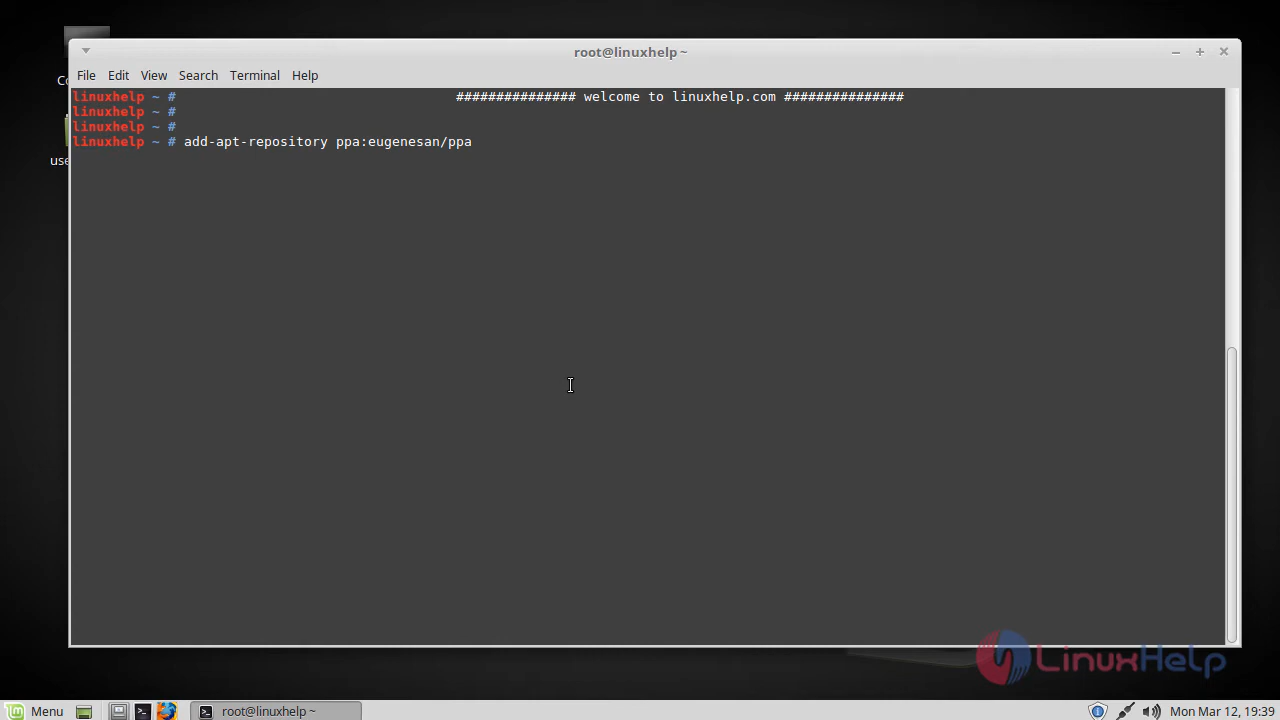 root@linuxhelp ~
File Edit View Search Terminal Help
linuxhelp ~ # ############### welcome to linuxhelp.com ###############
linuxhelp ~ #
linuxhelp ~ #
linuxhelp ~ # add-apt-repository ppa:eugenesan/ppa
LinuxHelp
Menu root@linuxhelp ~ Mon Mar 12, 19:39